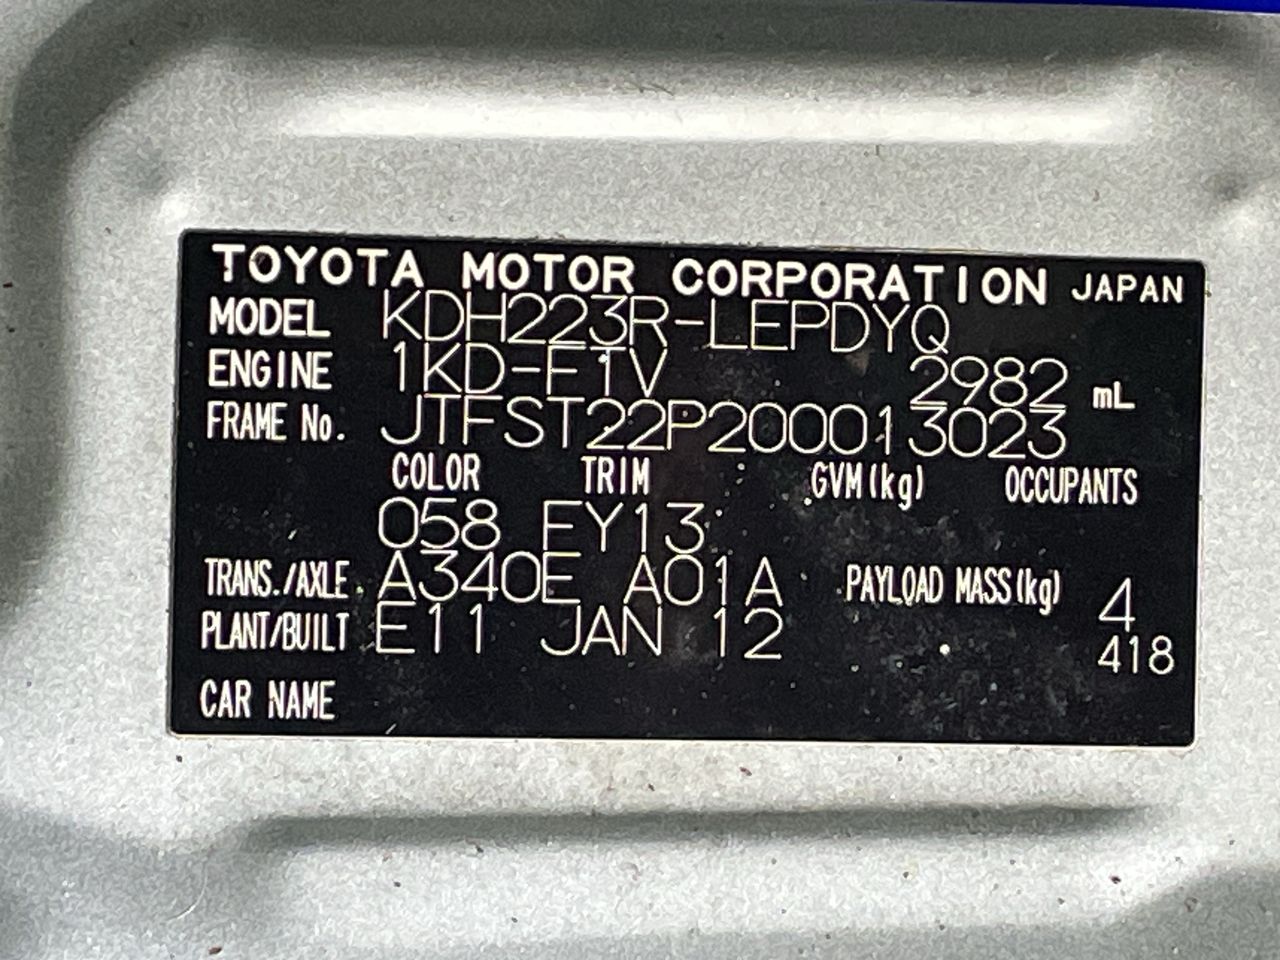 TOYOTA MOTOR CORPORATION JAPAN
MODEL KDH223R-LEPDYQ
ENGINE 1KD-FTV 2982 mL
FRAME No. JTFST22P200013023
COLOR TRIM GVM(kg) OCCUPANTS
058 FY13
TRANS./AXLE A340E A01A PAYLOAD MASS(kg) 4
PLANT/BUILT E11 JAN 12 418
CAR NAME